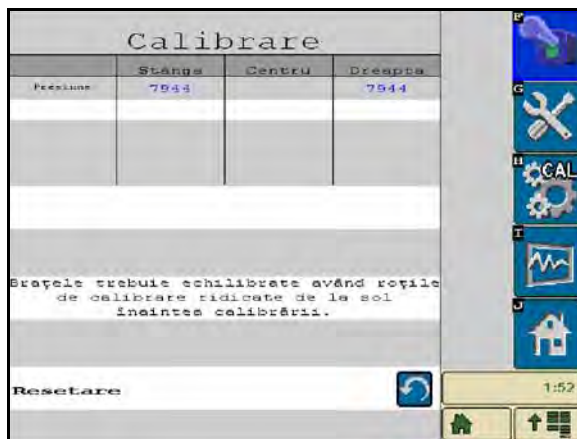 Calibrare
Stânga Centru Dreapta
Presiune 7944 7944
Brațele trebuie echilibrate având roțile
de calibrare ridicate de la sol
înaintea calibrării.
Resetare
F
G
H
CAL
I
J
1:52